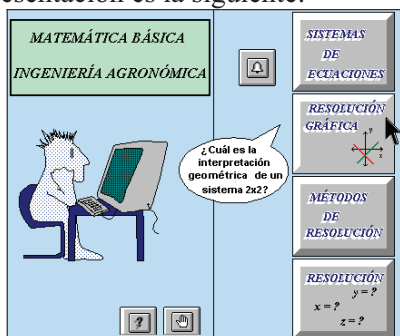 esentación es la siguiente:
MATEMÁTICA BÁSICA
INGENIERÍA AGRONÓMICA
¿Cuál es la
interpretación
geométrica de un
sistema 2x2?
?
SISTEMAS
DE
ECUACIONES
RESOLUCIÓN
GRÁFICA
y
x
MÉTODOS
DE
RESOLUCIÓN
RESOLUCIÓN
y = ?
x = ?
z = ?